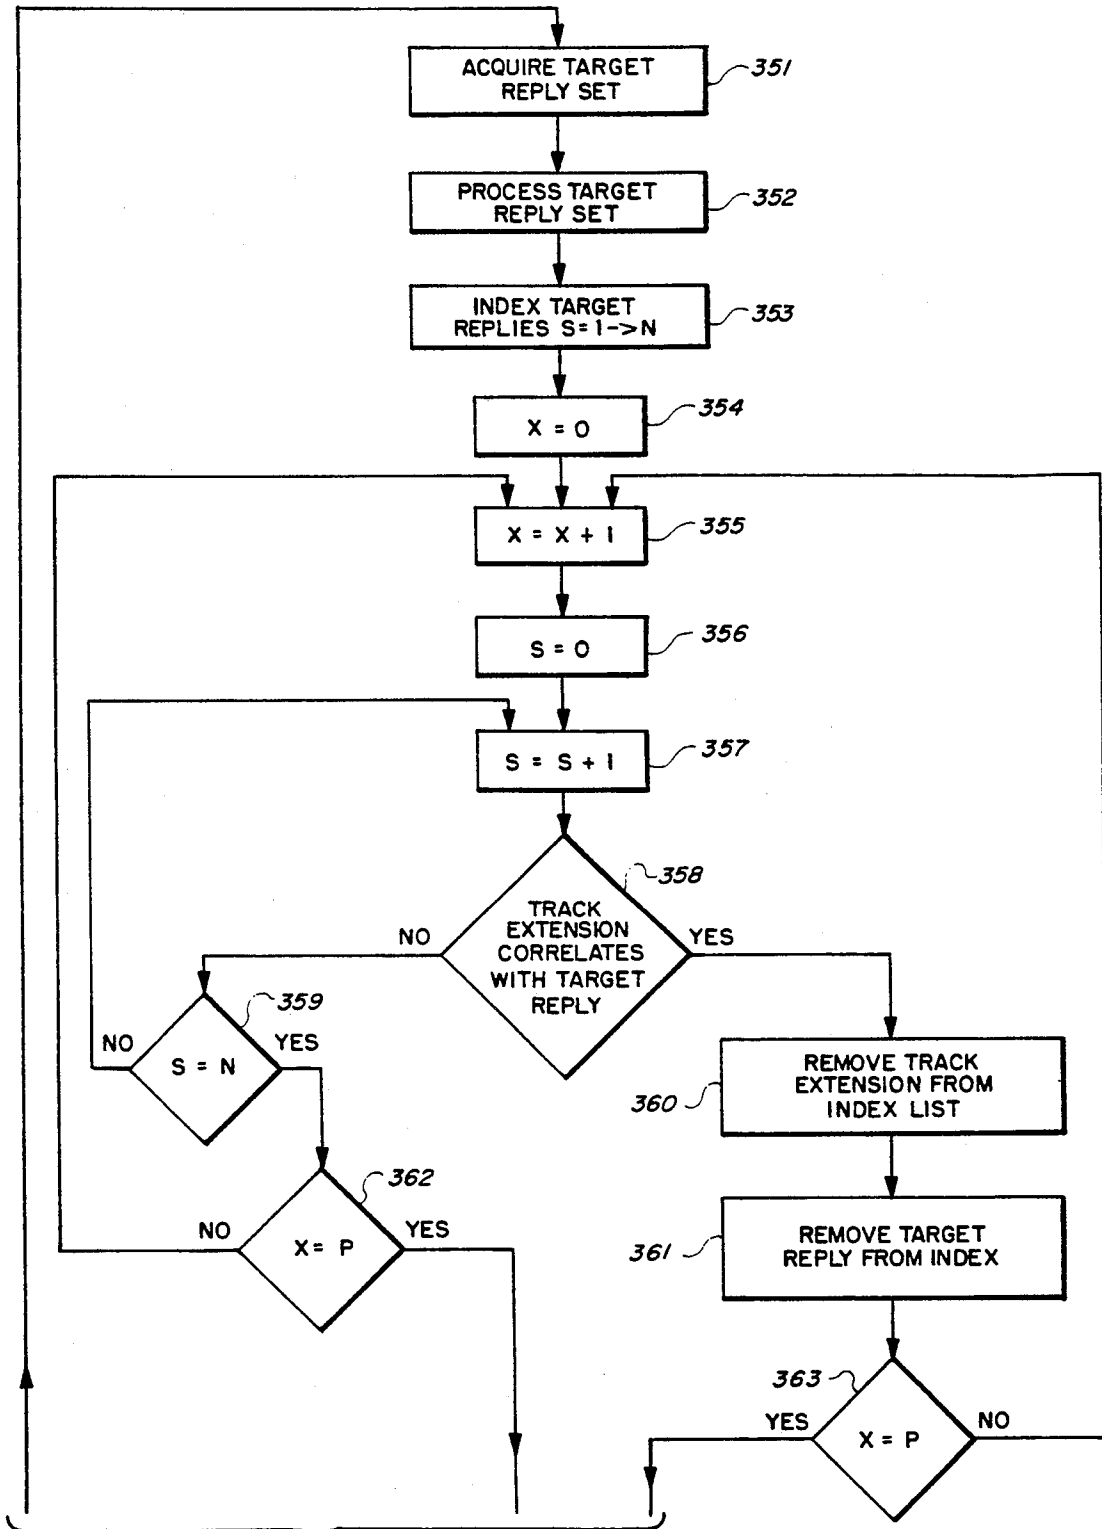 ACQUIRE TARGET
REPLY SET
351
PROCESS TARGET
REPLY SET
352
INDEX TARGET
REPLIES S=1->N
353
X = 0
354
X = X + 1
355
S = 0
356
S = S + 1
357
TRACK
EXTENSION
CORRELATES
WITH TARGET
REPLY
358
NO
YES
S = N
359
NO
YES
REMOVE TRACK
EXTENSION FROM
INDEX LIST
360
X = P
362
NO
YES
REMOVE TARGET
REPLY FROM INDEX
361
X = P
363
YES
NO